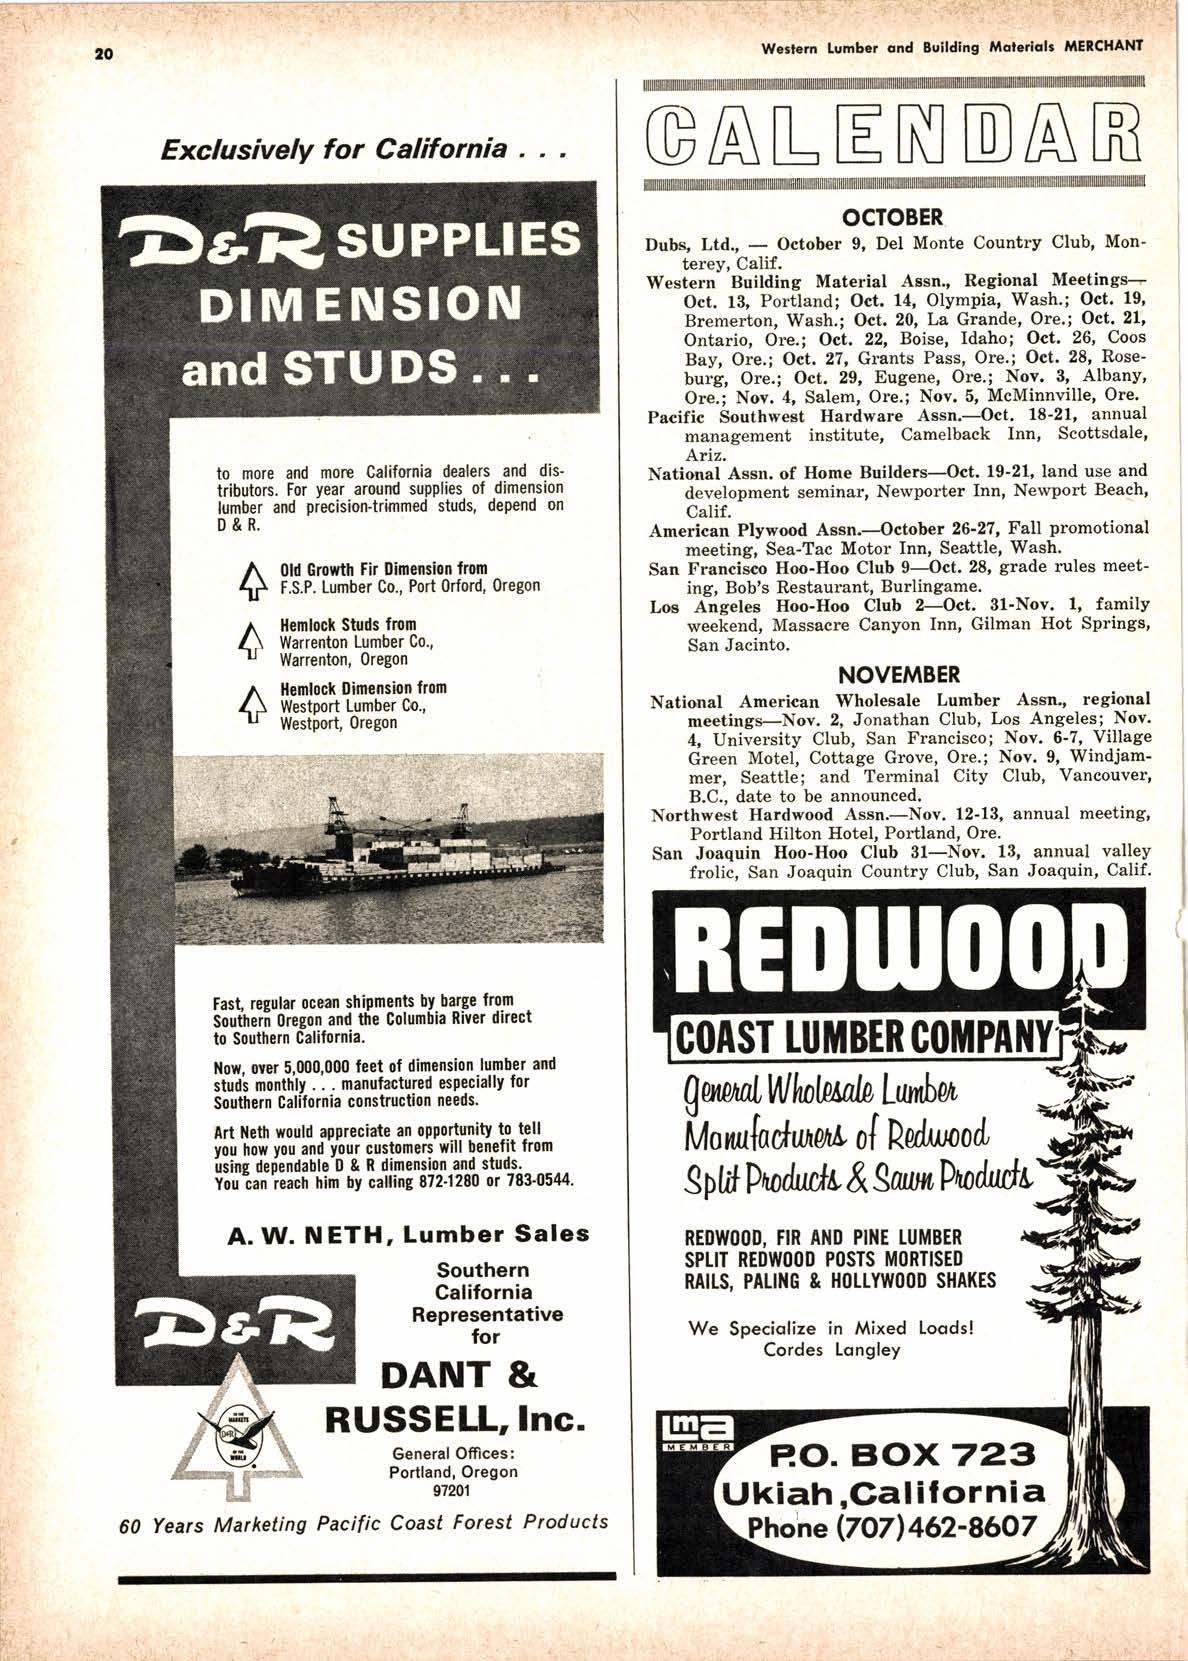 20
Western Lumber and Building Materials MERCHANT
Exclusively for California . . .
D&R SUPPLIES
DIMENSION
and STUDS . . .
to more and more California dealers and dis-
tributors. For year around supplies of dimension
lumber and precision-trimmed studs, depend on
D & R.
Old Growth Fir Dimension from
F.S.P. Lumber Co., Port Orford, Oregon
Hemlock Studs from
Warrenton Lumber Co.,
Warrenton, Oregon
Hemlock Dimension from
Westport Lumber Co.,
Westport, Oregon
Fast, regular ocean shipments by barge from
Southern Oregon and the Columbia River direct
to Southern California.
Now, over 5,000,000 feet of dimension lumber and
studs monthly . . . manufactured especially for
Southern California construction needs.
Art Neth would appreciate an opportunity to tell
you how you and your customers will benefit from
using dependable D & R dimension and studs.
You can reach him by calling 872-1280 or 783-0544.
A. W. NETH, Lumber Sales
Southern
California
Representative
for
D&R
DANT &
RUSSELL, Inc.
IN THE
MARKETS
D&R
OF THE
WORLD
General Offices:
Portland, Oregon
97201
60 Years Marketing Pacific Coast Forest Products
CALENDAR
OCTOBER
Dubs, Ltd., — October 9, Del Monte Country Club, Mon-
terey, Calif.
Western Building Material Assn., Regional Meetings—
Oct. 13, Portland; Oct. 14, Olympia, Wash.; Oct. 19,
Bremerton, Wash.; Oct. 20, La Grande, Ore.; Oct. 21,
Ontario, Ore.; Oct. 22, Boise, Idaho; Oct. 26, Coos
Bay, Ore.; Oct. 27, Grants Pass, Ore.; Oct. 28, Rose-
burg, Ore.; Oct. 29, Eugene, Ore.; Nov. 3, Albany,
Ore.; Nov. 4, Salem, Ore.; Nov. 5, McMinnville, Ore.
Pacific Southwest Hardware Assn.—Oct. 18-21, annual
management institute, Camelback Inn, Scottsdale,
Ariz.
National Assn. of Home Builders—Oct. 19-21, land use and
development seminar, Newporter Inn, Newport Beach,
Calif.
American Plywood Assn.—October 26-27, Fall promotional
meeting, Sea-Tac Motor Inn, Seattle, Wash.
San Francisco Hoo-Hoo Club 9—Oct. 28, grade rules meet-
ing, Bob's Restaurant, Burlingame.
Los Angeles Hoo-Hoo Club 2—Oct. 31-Nov. 1, family
weekend, Massacre Canyon Inn, Gilman Hot Springs,
San Jacinto.
NOVEMBER
National American Wholesale Lumber Assn., regional
meetings—Nov. 2, Jonathan Club, Los Angeles; Nov.
4, University Club, San Francisco; Nov. 6-7, Village
Green Motel, Cottage Grove, Ore.; Nov. 9, Windjam-
mer, Seattle; and Terminal City Club, Vancouver,
B.C., date to be announced.
Northwest Hardwood Assn.—Nov. 12-13, annual meeting,
Portland Hilton Hotel, Portland, Ore.
San Joaquin Hoo-Hoo Club 31—Nov. 13, annual valley
frolic, San Joaquin Country Club, San Joaquin, Calif.
REDWOOD
COAST LUMBER COMPANY
General Wholesale Lumber
Manufacturers of Redwood
Split Products & Sawn Products
REDWOOD, FIR AND PINE LUMBER
SPLIT REDWOOD POSTS MORTISED
RAILS, PALING & HOLLYWOOD SHAKES
We Specialize in Mixed Loads!
Cordes Langley
lma
MEMBER
P.O. BOX 723
Ukiah, California
Phone (707) 462-8607